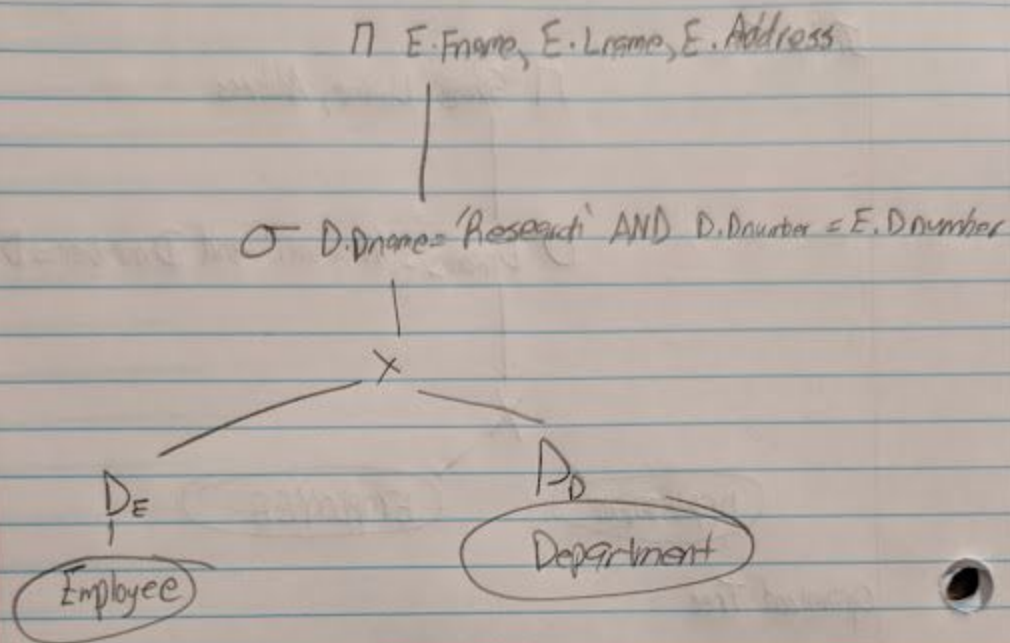 Π E.Fname, E.Lname, E.Address
σ D.Dname= 'Research' AND D.Dnumber = E.Dnumber
X
ρE ρD
Employee Department